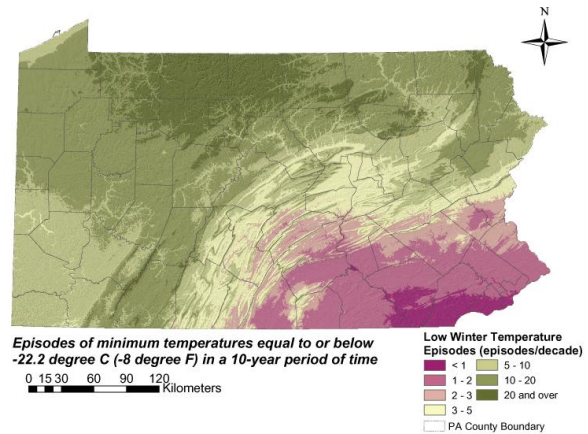 N
Episodes of minimum temperatures equal to or below
-22.2 degree C (-8 degree F) in a 10-year period of time
0 15 30 60 90 120
Kilometers
Low Winter Temperature
Episodes (episodes/decade)
< 1
1 - 2
2 - 3
3 - 5
5 - 10
10 - 20
20 and over
PA County Boundary